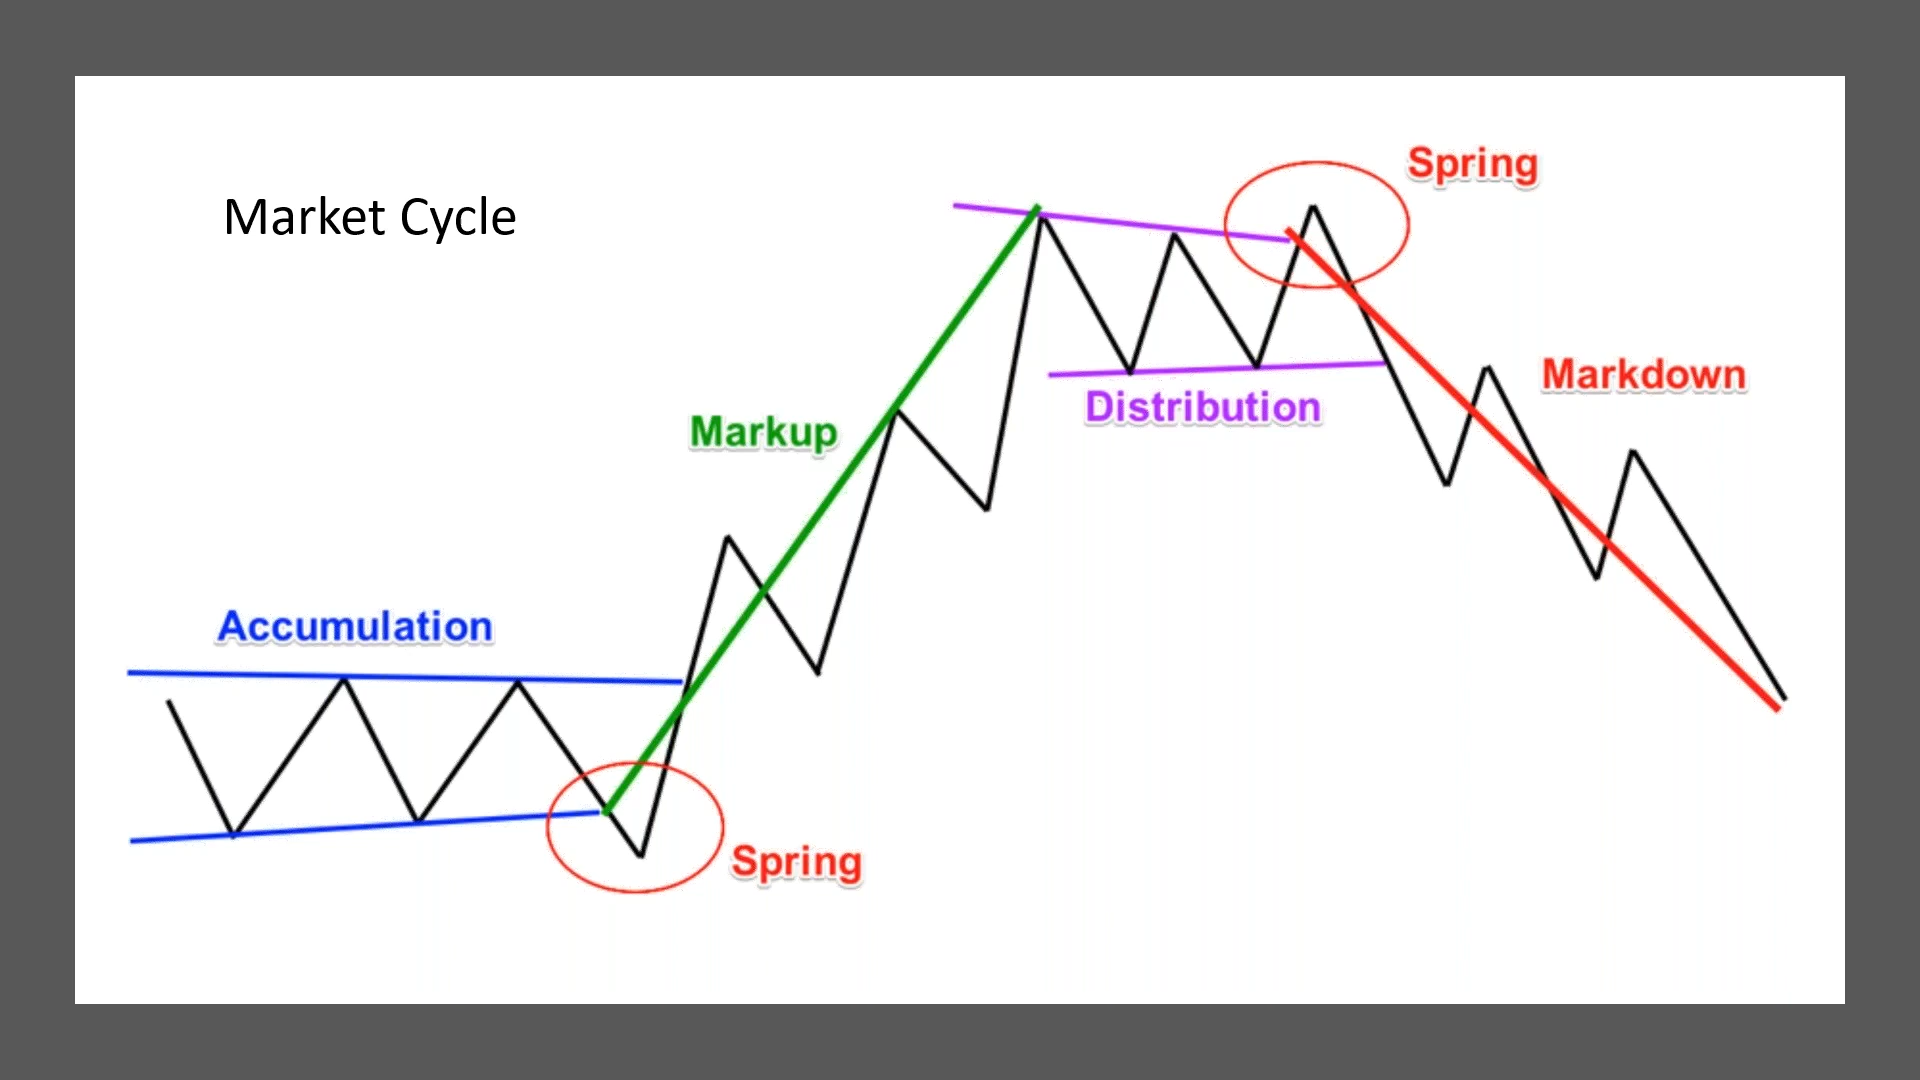 Market Cycle
Spring
Markdown
Distribution
Markup
Accumulation
Spring